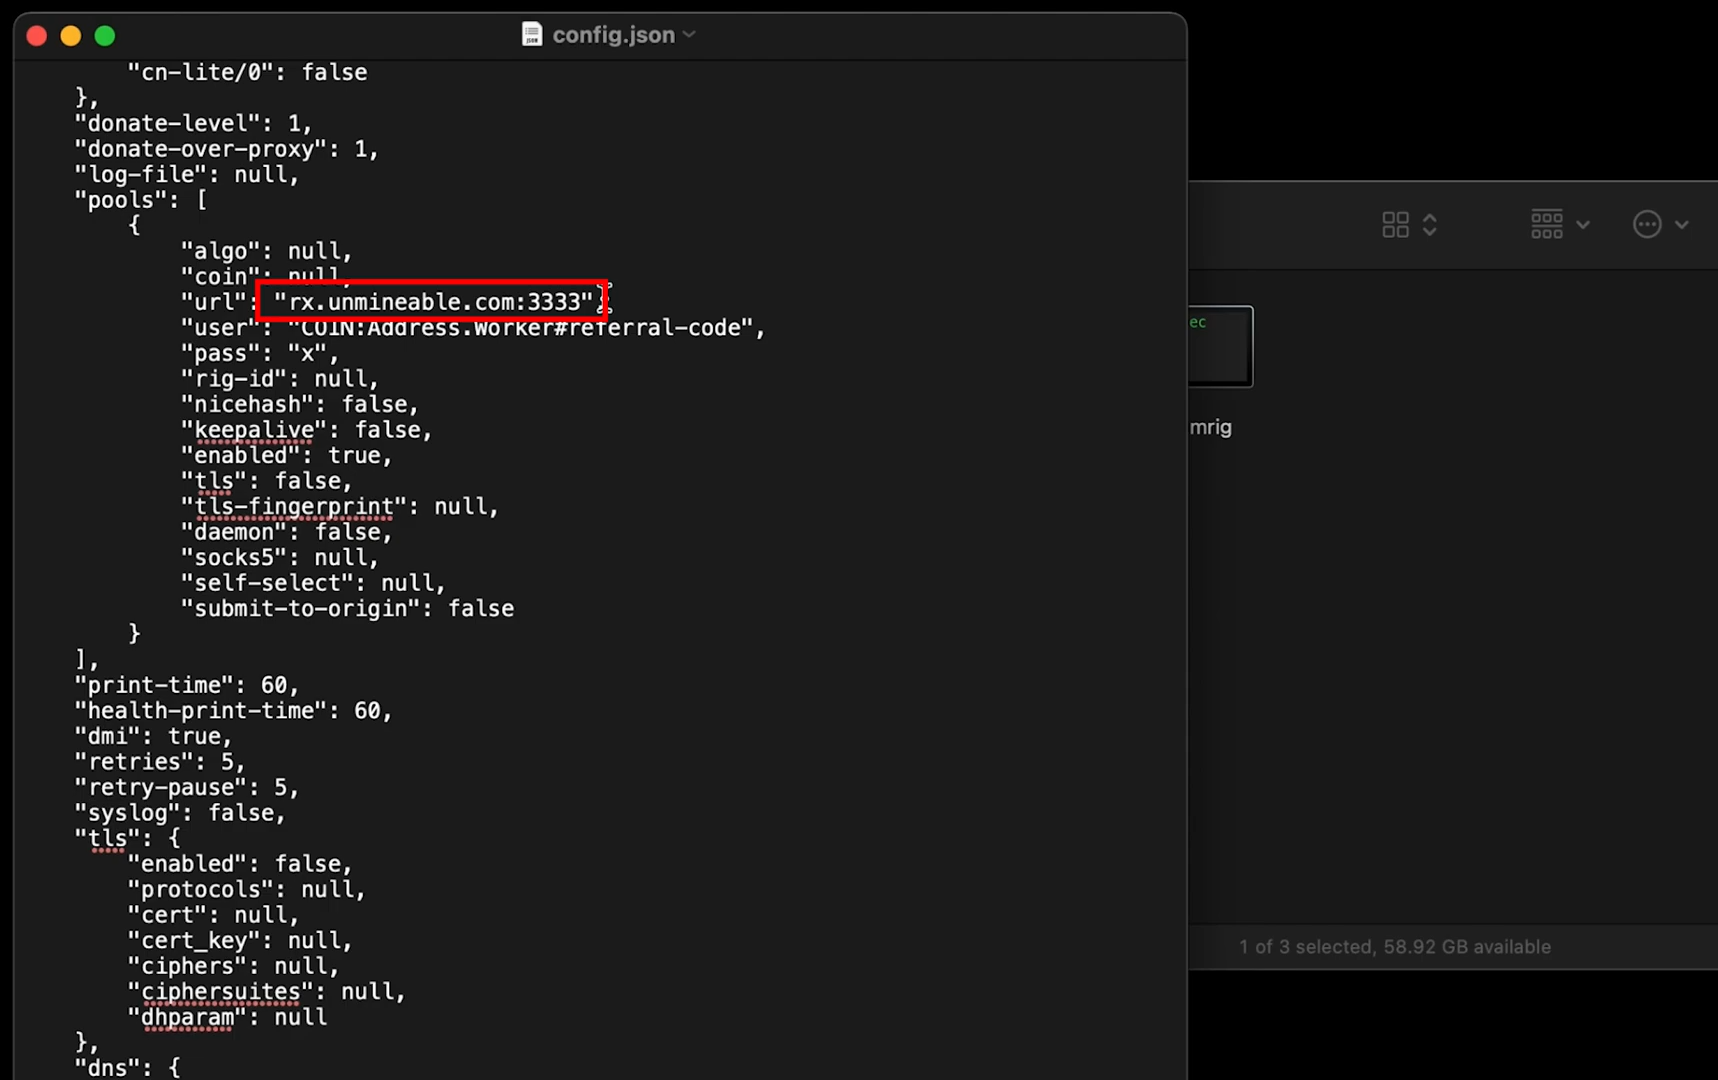 config.json
"cn-lite/0": false
},
"donate-level": 1,
"donate-over-proxy": 1,
"log-file": null,
"pools": [
{
"algo": null,
"coin": null,
"url": "rx.unmineable.com:3333",
"user": "COIN:Address.Worker#referral-code",
"pass": "x",
"rig-id": null,
"nicehash": false,
"keepalive": false,
"enabled": true,
"tls": false,
"tls-fingerprint": null,
"daemon": false,
"socks5": null,
"self-select": null,
"submit-to-origin": false
}
],
"print-time": 60,
"health-print-time": 60,
"dmi": true,
"retries": 5,
"retry-pause": 5,
"syslog": false,
"tls": {
"enabled": false,
"protocols": null,
"cert": null,
"cert_key": null,
"ciphers": null,
"ciphersuites": null,
"dhparam": null
},
"dns": {
ec
mrig
1 of 3 selected, 58.92 GB available